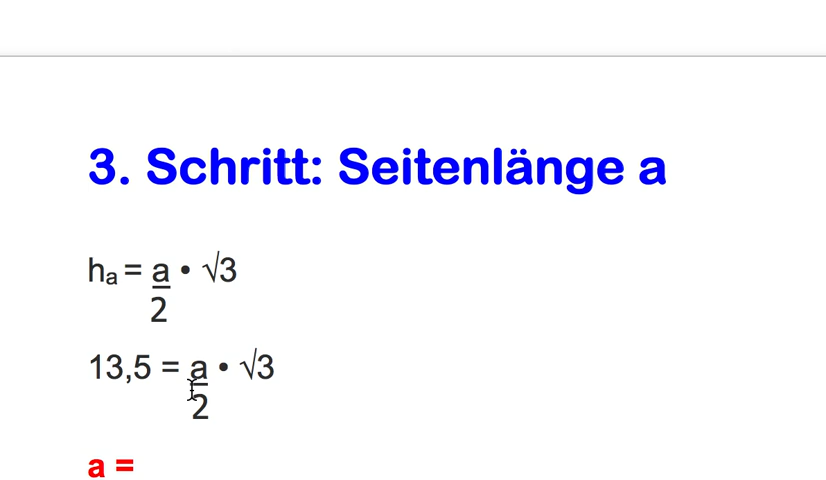 3. Schritt: Seitenlänge a
hₐ = a • √3
2
13,5 = a • √3
2
a =